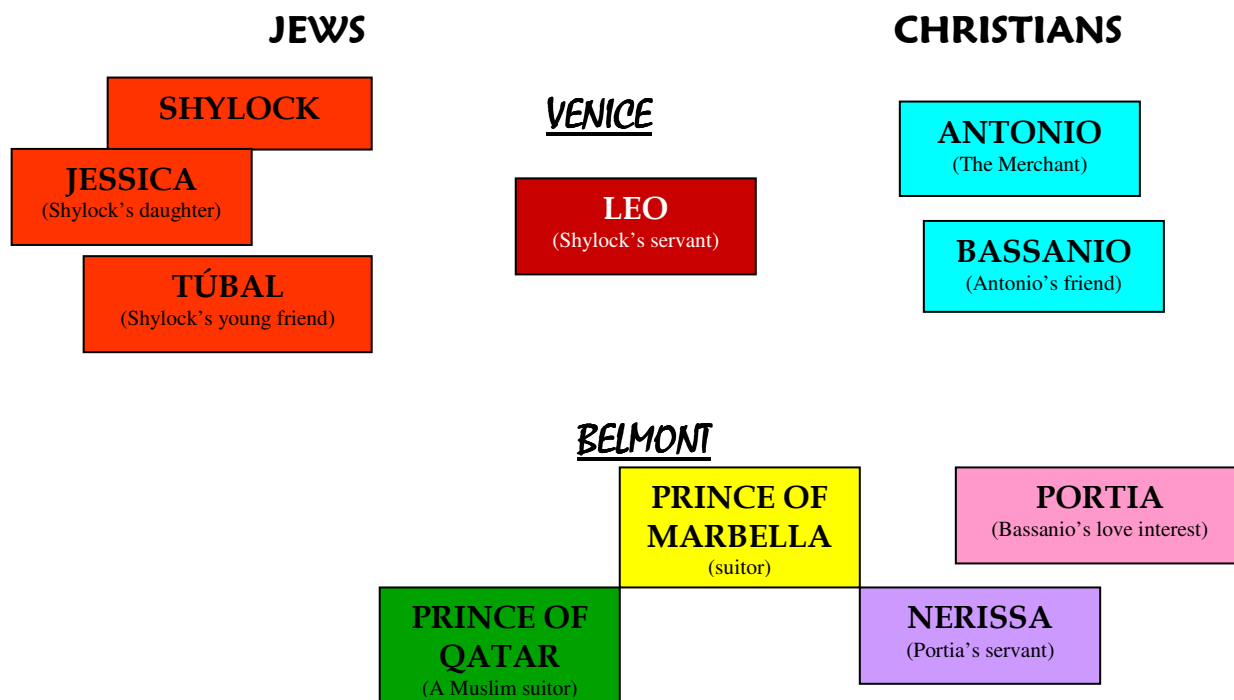 JEWS
CHRISTIANS
SHYLOCK
VENICE
ANTONIO
(The Merchant)
JESSICA
(Shylock's daughter)
LEO
(Shylock's servant)
BASSANIO
(Antonio's friend)
TÚBAL
(Shylock's young friend)
BELMONT
PRINCE OF
MARBELLA
(suitor)
PORTIA
(Bassanio's love interest)
PRINCE OF
QATAR
(A Muslim suitor)
NERISSA
(Portia's servant)